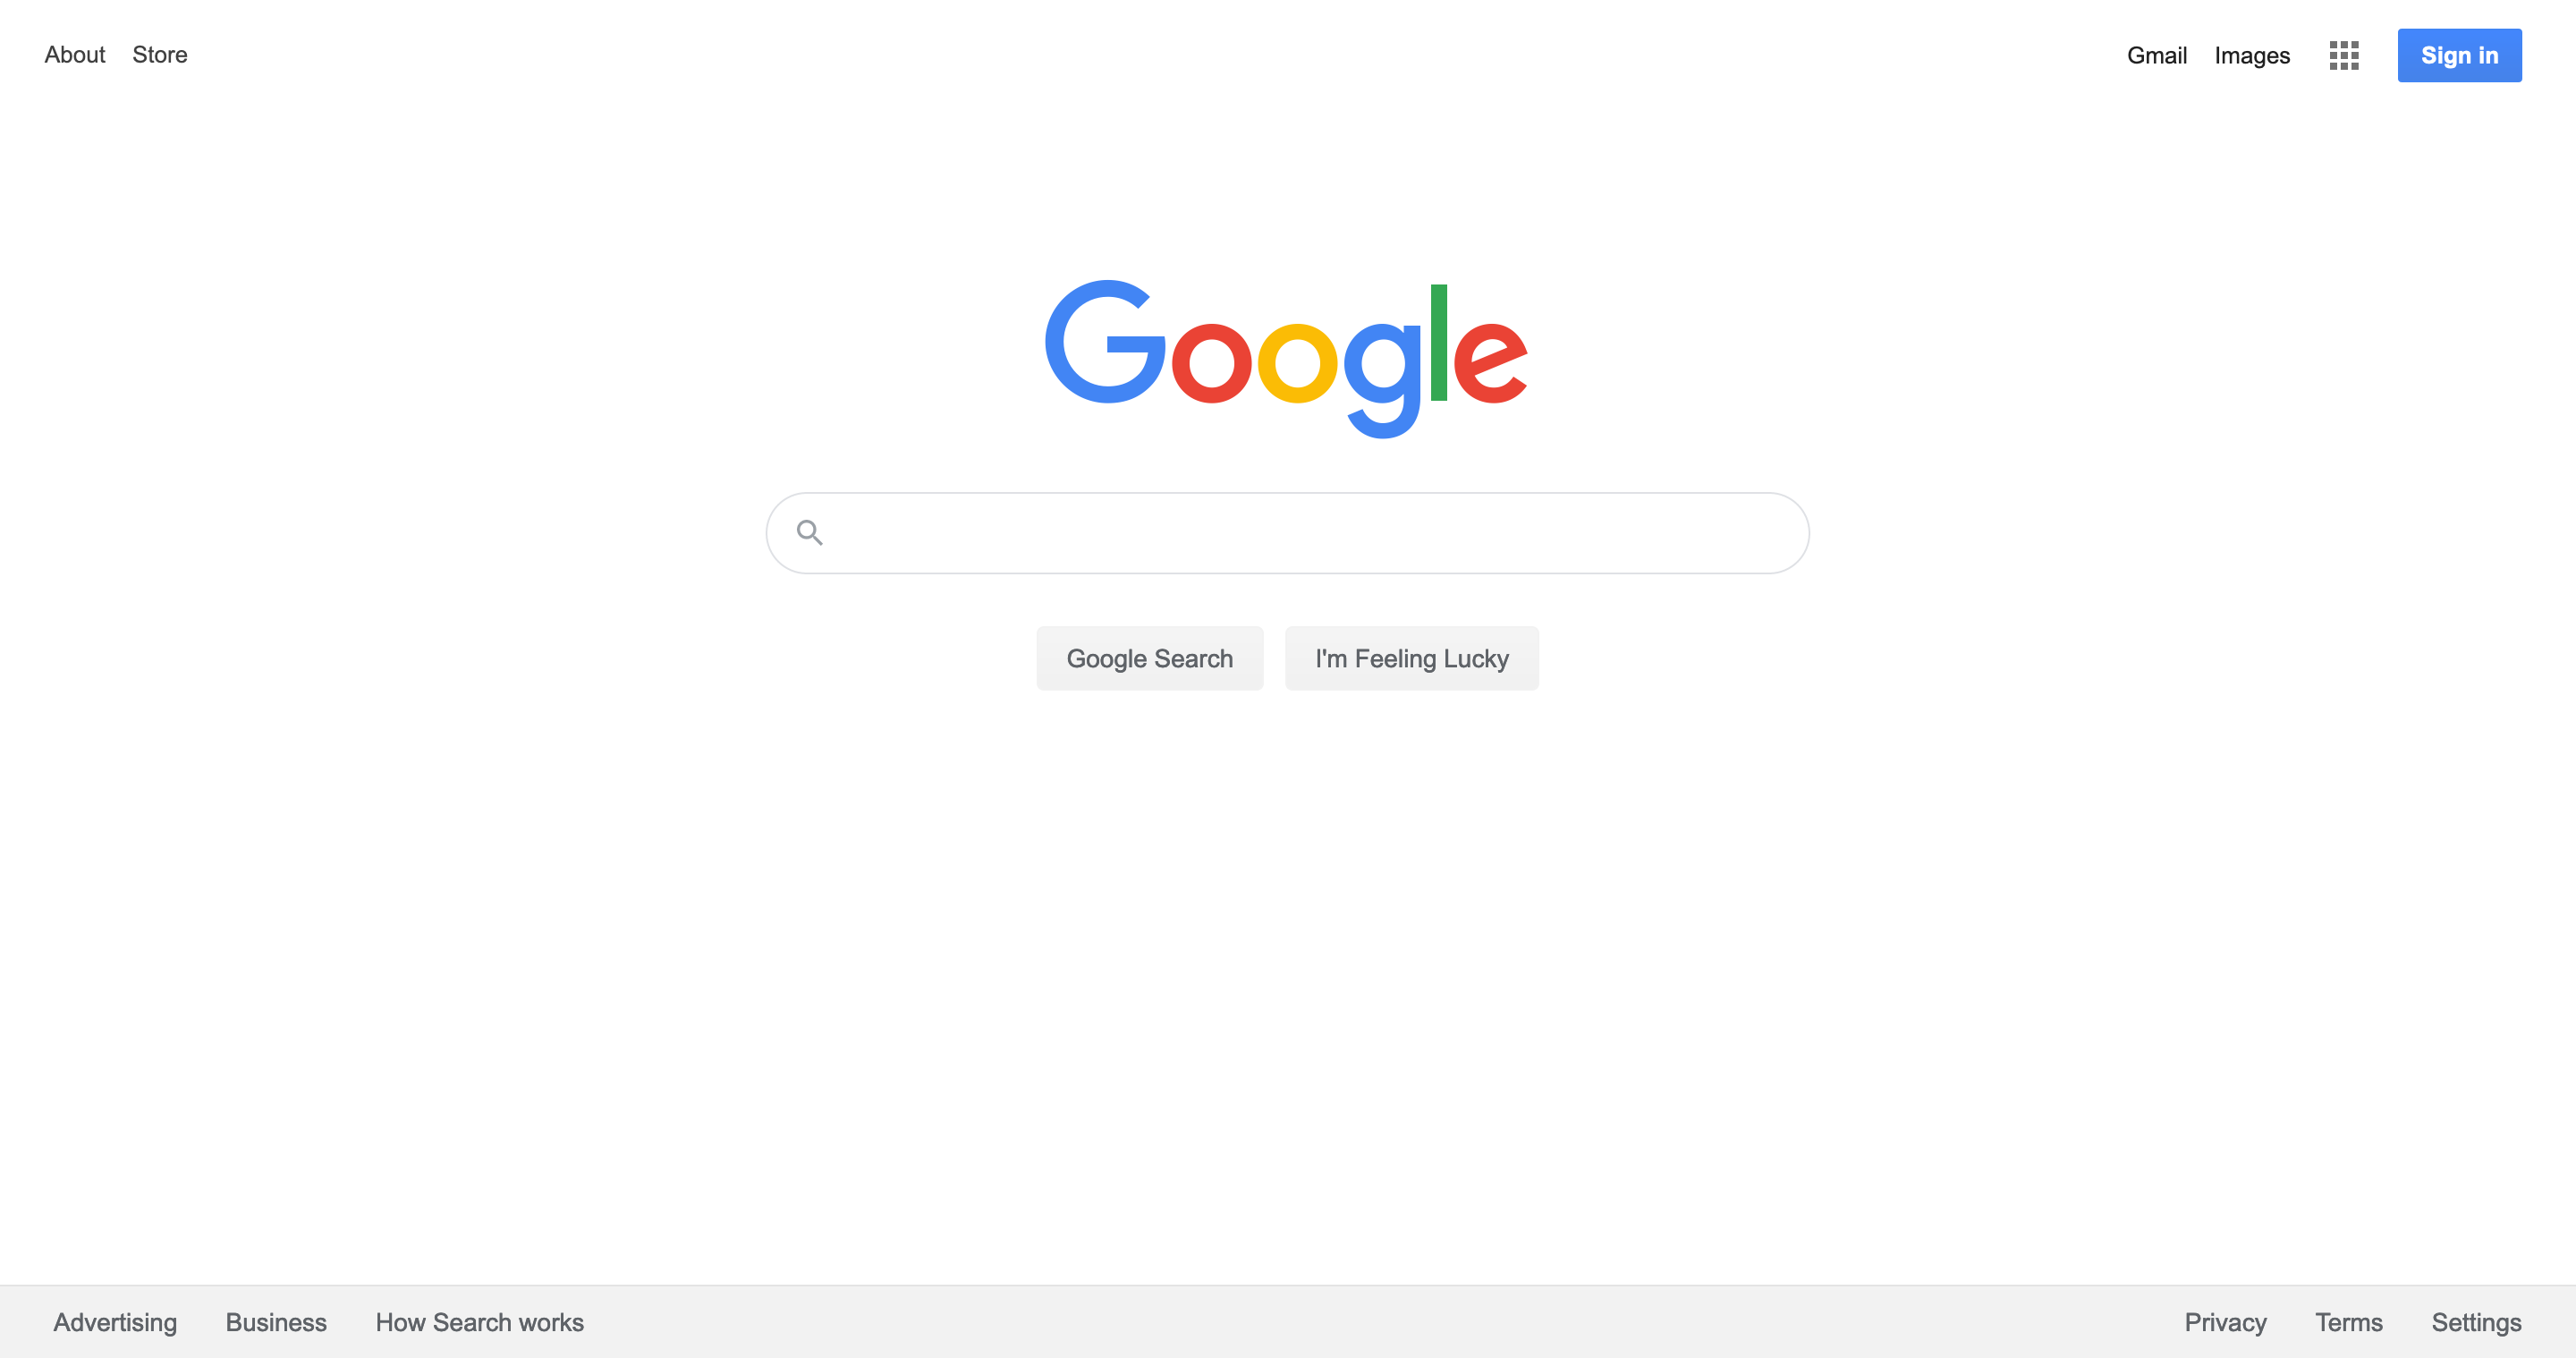 About Store
Gmail Images Sign in
Google
Google Search I'm Feeling Lucky
Advertising Business How Search works
Privacy Terms Settings